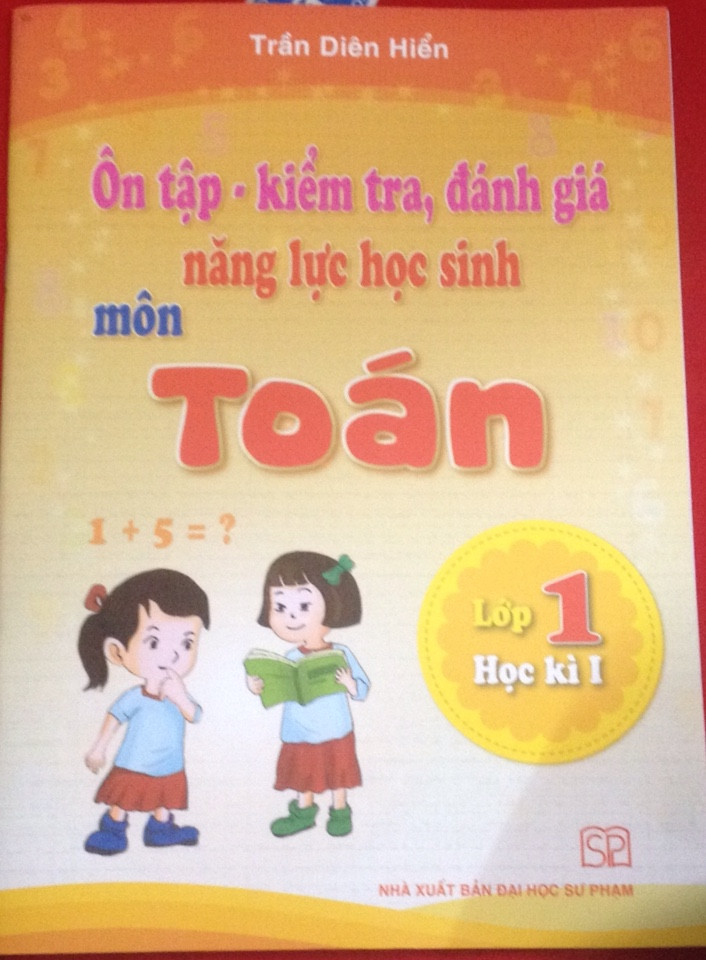 Trần Diên Hiển
Ôn tập - kiểm tra, đánh giá
năng lực học sinh
môn
Toán
1 + 5 = ?
Lớp 1
Học kì I
SP
NHÀ XUẤT BẢN ĐẠI HỌC SƯ PHẠM